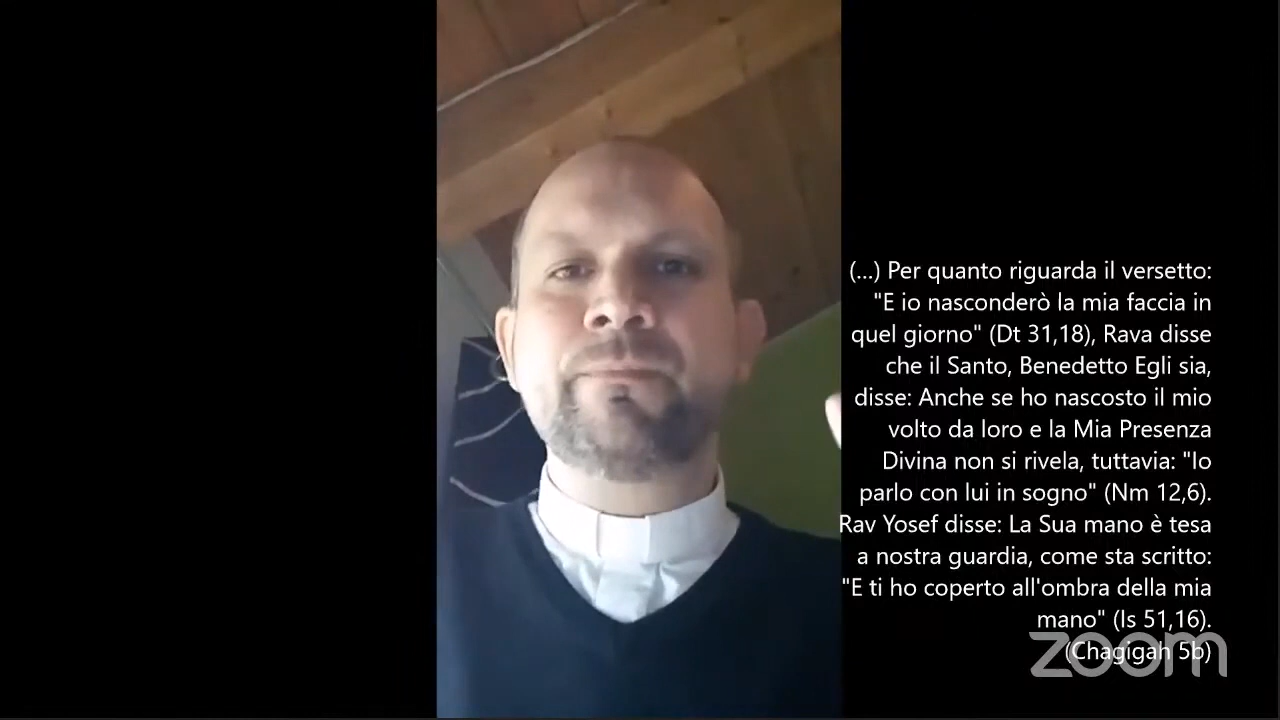 (...) Per quanto riguarda il versetto:
"E io nasconderò la mia faccia in
quel giorno" (Dt 31,18), Rava disse
che il Santo, Benedetto Egli sia,
disse: Anche se ho nascosto il mio
volto da loro e la Mia Presenza
Divina non si rivela, tuttavia: "Io
parlo con lui in sogno" (Nm 12,6).
Rav Yosef disse: La Sua mano è tesa
a nostra guardia, come sta scritto:
"E ti ho coperto all'ombra della mia
mano" (Is 51,16).
(Chagigah 5b)
zoom